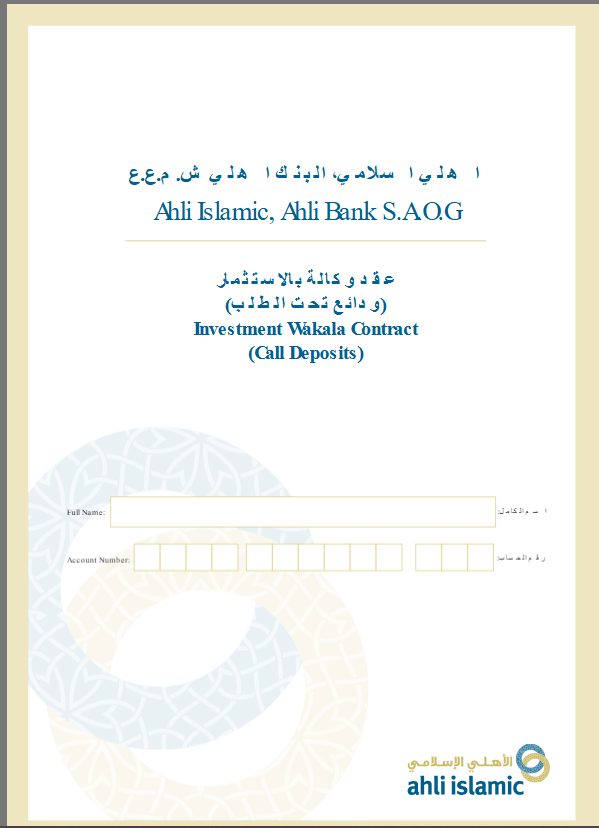 ا هلي ا سلامي، البنك ا هلي ش.م.ع.ع
Ahli Islamic, Ahli Bank S.A.O.G
عقد وكالة بالاستثمار
(ودائع تحت الطلب)
Investment Wakala Contract
(Call Deposits)
Full Name: ا سم الكامل:
Account Number: رقم الحساب:
الأهلي الإسلامي
ahli islamic